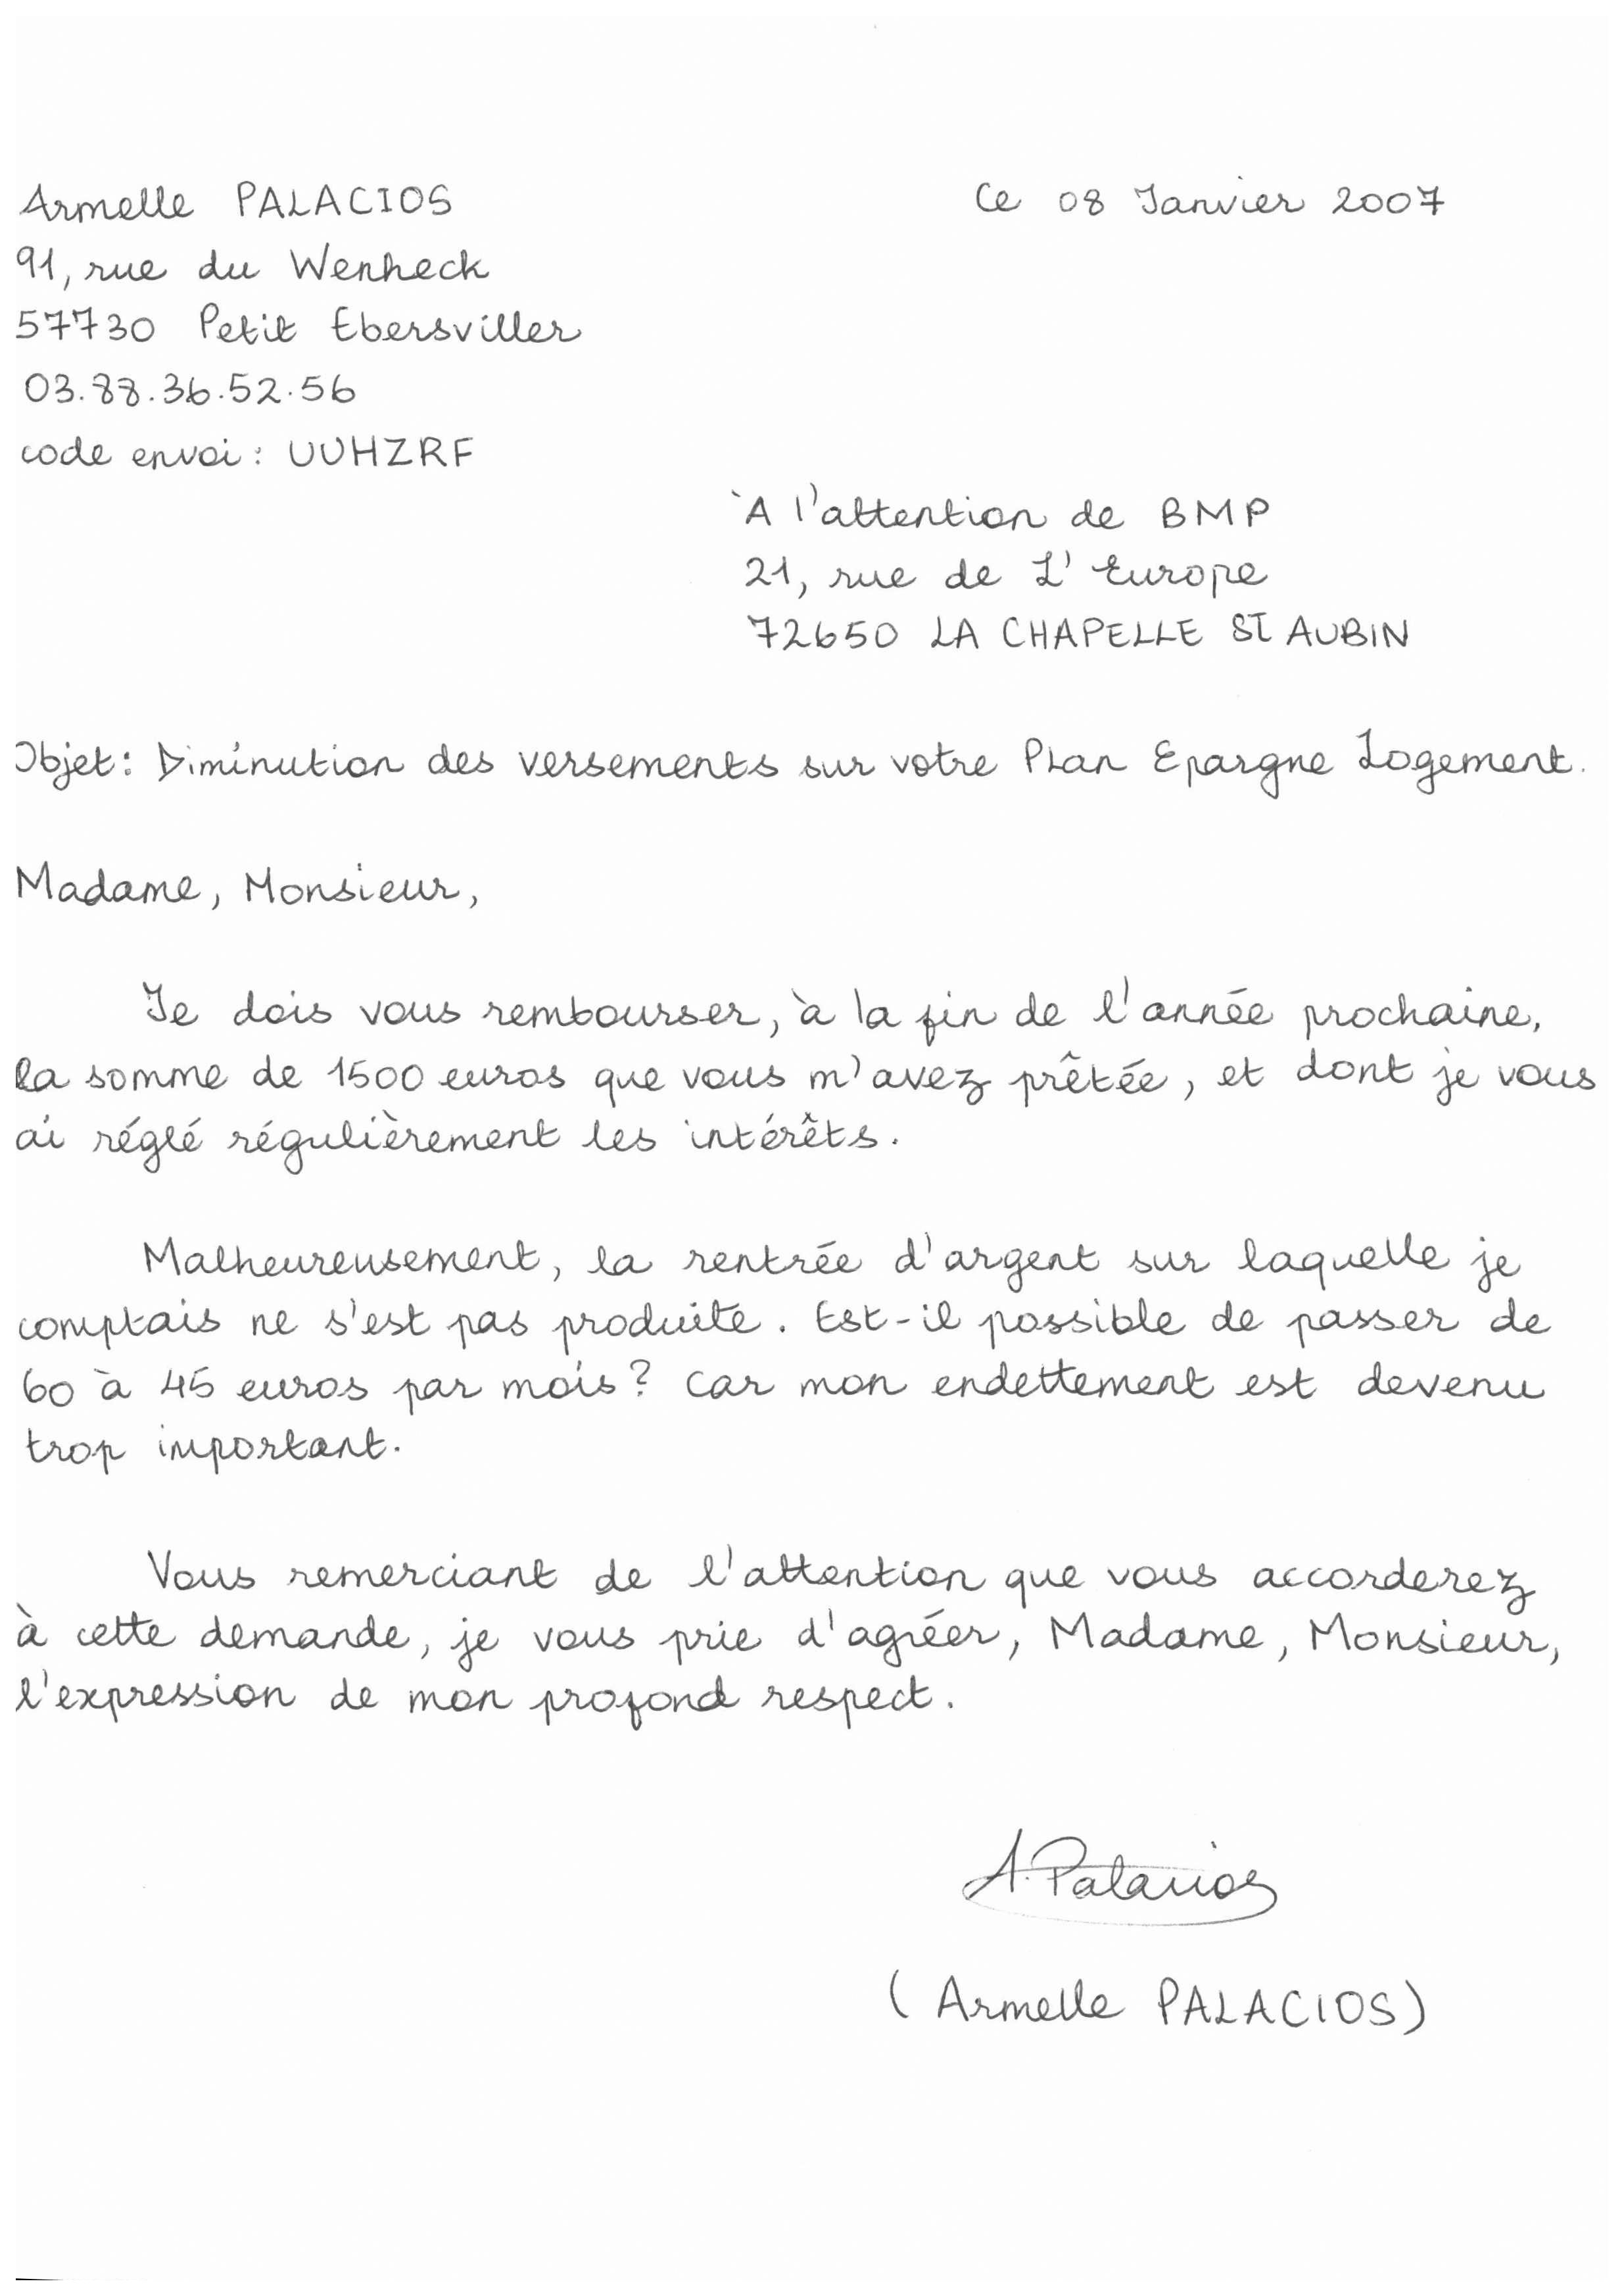 Armelle PALACIOS
Ce 08 Janvier 2007
91, rue du Wenheck
57730 Petit Ebersviller
03.88.36.52.56
code envoi : UUHZRF
À l'attention de BMP
21, rue de L'Europe
72650 LA CHAPELLE ST AUBIN
Objet : Diminution des versements sur votre Plan Epargne Logement.
Madame, Monsieur,
Je dois vous rembourser, à la fin de l'année prochaine,
la somme de 1500 euros que vous m'avez prêtée, et dont je vous
ai réglé régulièrement les intérêts.
Malheureusement, la rentrée d'argent sur laquelle je
comptais ne s'est pas produite. Est-il possible de passer de
60 à 45 euros par mois ? Car mon endettement est devenu
trop important.
Vous remerciant de l'attention que vous accorderez
à cette demande, je vous prie d'agréer, Madame, Monsieur,
l'expression de mon profond respect.
A. Palacios
( Armelle PALACIOS )